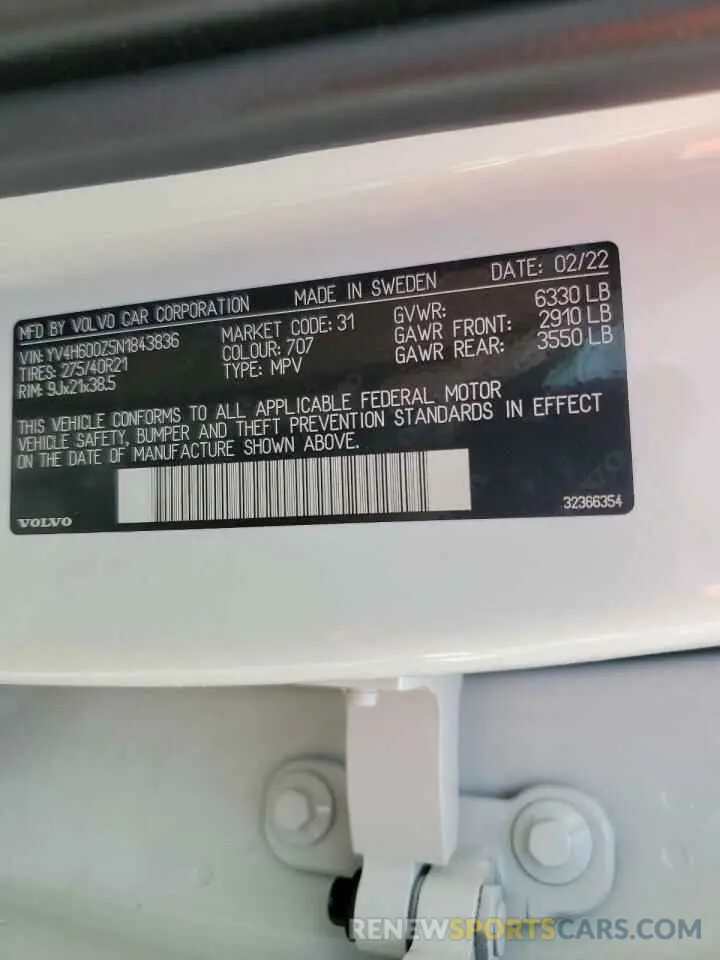 MFD BY VOLVO CAR CORPORATION MADE IN SWEDEN DATE: 02/22
VIN: YV4H60DZ5N1843836 MARKET CODE: 31 GVWR: 6330 LB
TIRES: 275/40R21 COLOUR: 707 GAWR FRONT: 2910 LB
RIM: 9Jx21x38.5 TYPE: MPV GAWR REAR: 3550 LB
THIS VEHICLE CONFORMS TO ALL APPLICABLE FEDERAL MOTOR
VEHICLE SAFETY, BUMPER AND THEFT PREVENTION STANDARDS IN EFFECT
ON THE DATE OF MANUFACTURE SHOWN ABOVE.
VOLVO 32366354
RENEWSPORTSCARS.COM